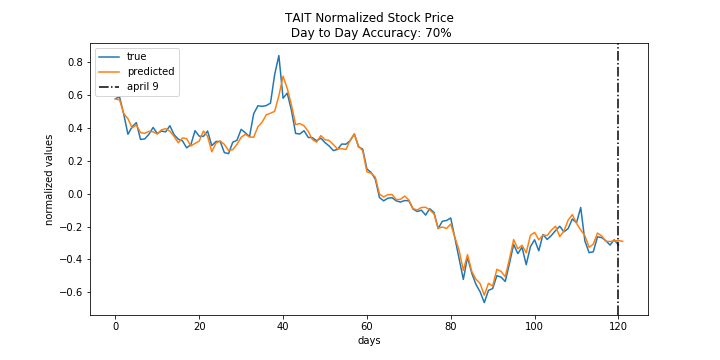 TAIT Normalized Stock Price
Day to Day Accuracy: 70%
true
predicted
april 9
normalized values
0.8
0.6
0.4
0.2
0.0
−0.2
−0.4
−0.6
0 20 40 60 80 100 120
days